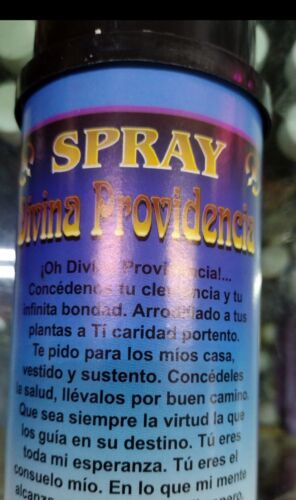 SPRAY
Divina Providencia
¡Oh Divina Providencia!...
Concédenos tu clemencia y tu
infinita bondad. Arrodillado a tus
plantas a Tí caridad portento.
Te pido para los míos casa,
vestido y sustento. Concédeles
la salud, llévalos por buen camino.
Que sea siempre la virtud la que
los guía en su destino. Tú eres
toda mi esperanza. Tú eres el
consuelo mío. En lo que mi mente